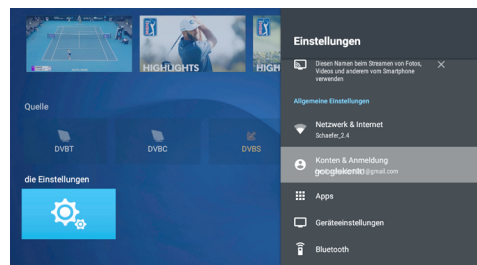 HIGHLIGHTS
HIGH
Quelle
DVBT
DVBC
DVBS
die Einstellungen
Einstellungen
Diesen Namen beim Streamen von Fotos,
Videos und anderem vom Smartphone
verwenden
Allgemeine Einstellungen
Netzwerk & Internet
Schaefer_2.4
Konten & Anmeldung
googlekonto@gmail.com
Apps
Geräteeinstellungen
Bluetooth